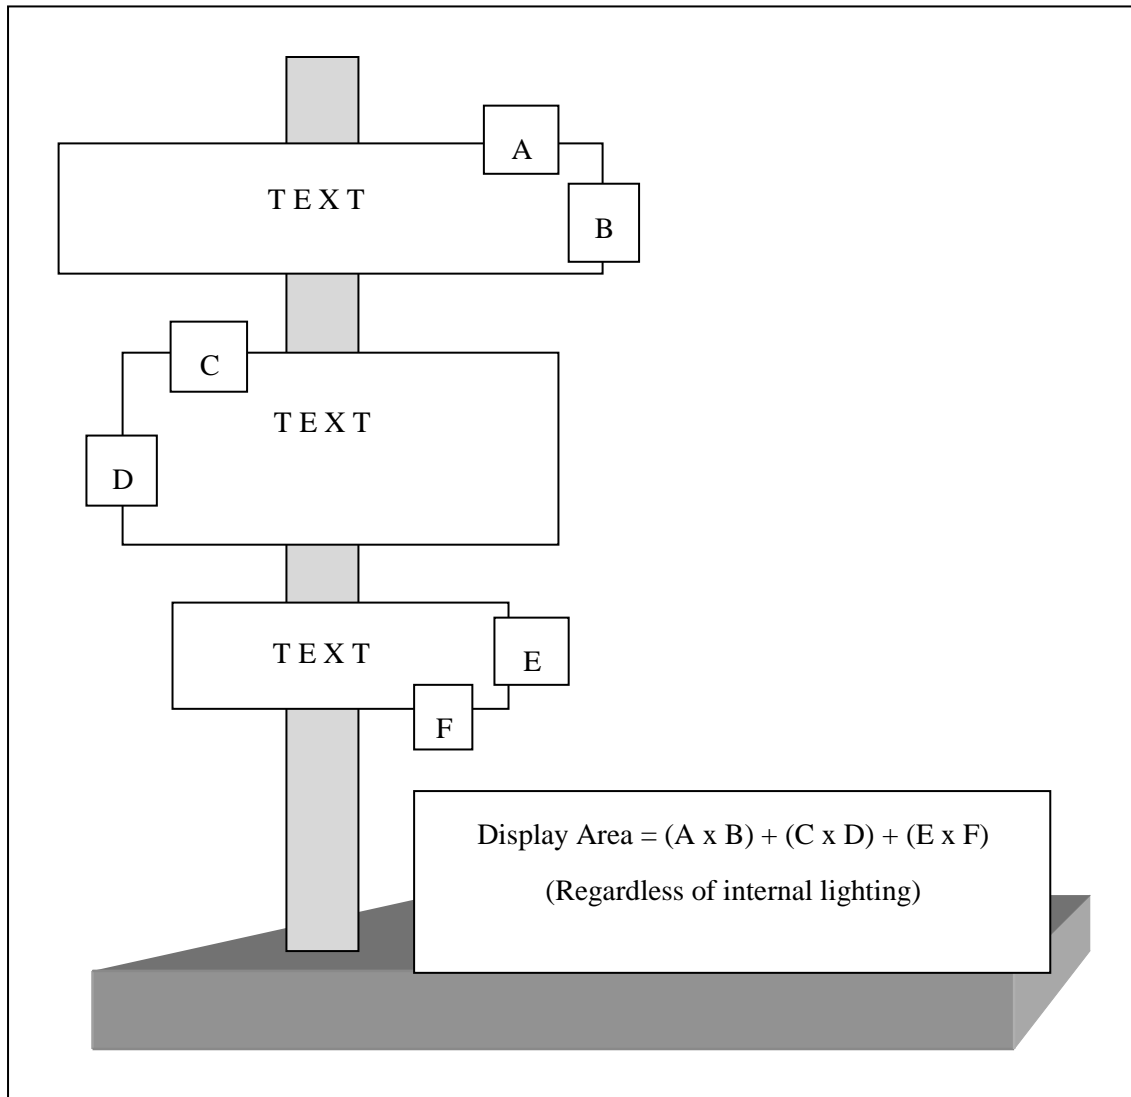 A
T E X T
B
C
T E X T
D
T E X T
E
F
Display Area = (A x B) + (C x D) + (E x F)
(Regardless of internal lighting)